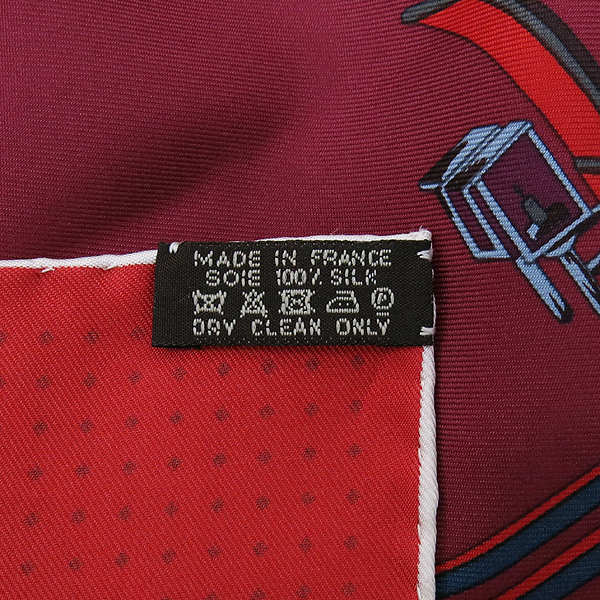 MADE IN FRANCE
SOIE 100% SILK
P
DRY CLEAN ONLY